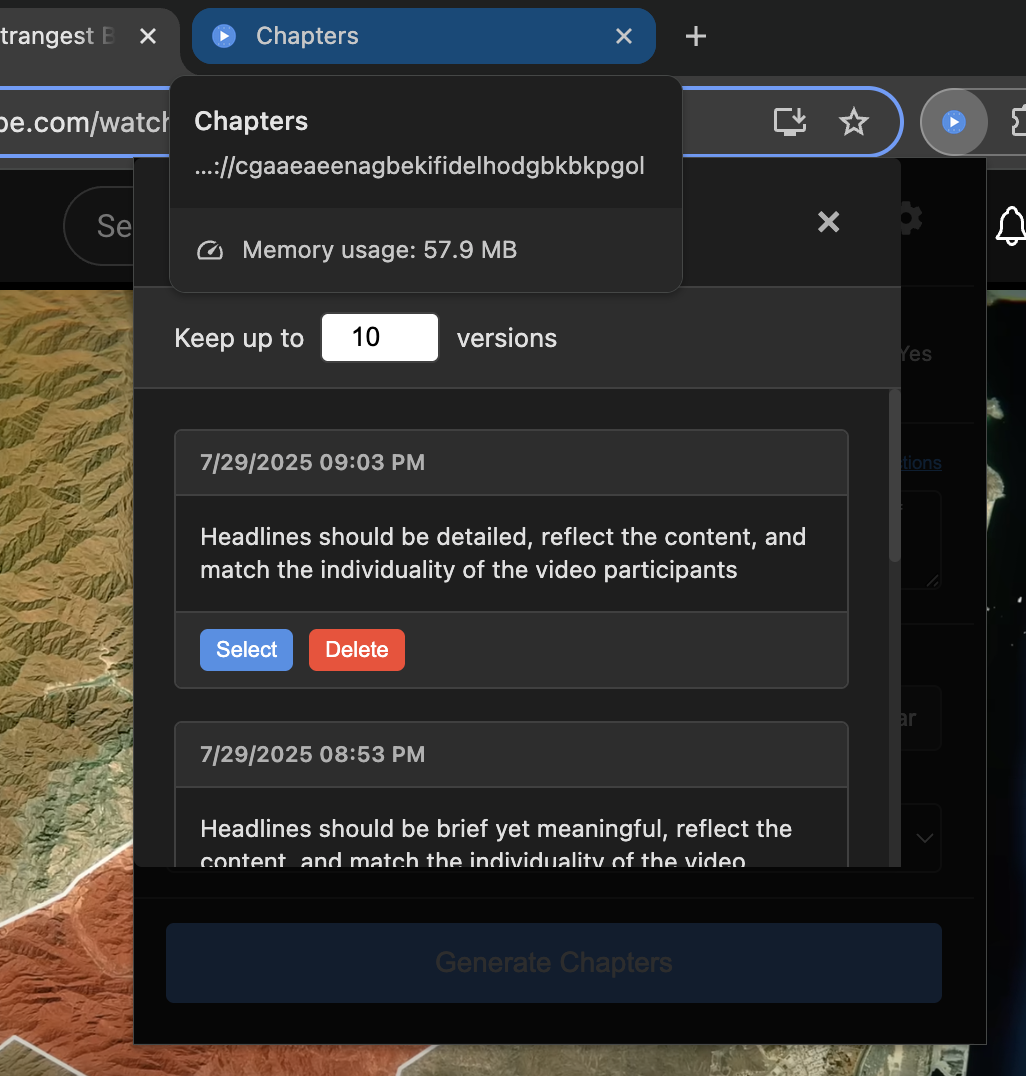 trangest B
Chapters
be.com/watch
Chapters
...://cgaaeaeenagbekifidelhodgbkbkpgol
Memory usage: 57.9 MB
Se
Keep up to 10 versions
Yes
ctions
7/29/2025 09:03 PM
Headlines should be detailed, reflect the content, and
match the individuality of the video participants
Select Delete
ar
7/29/2025 08:53 PM
Headlines should be brief yet meaningful, reflect the
content, and match the individuality of the video
Generate Chapters